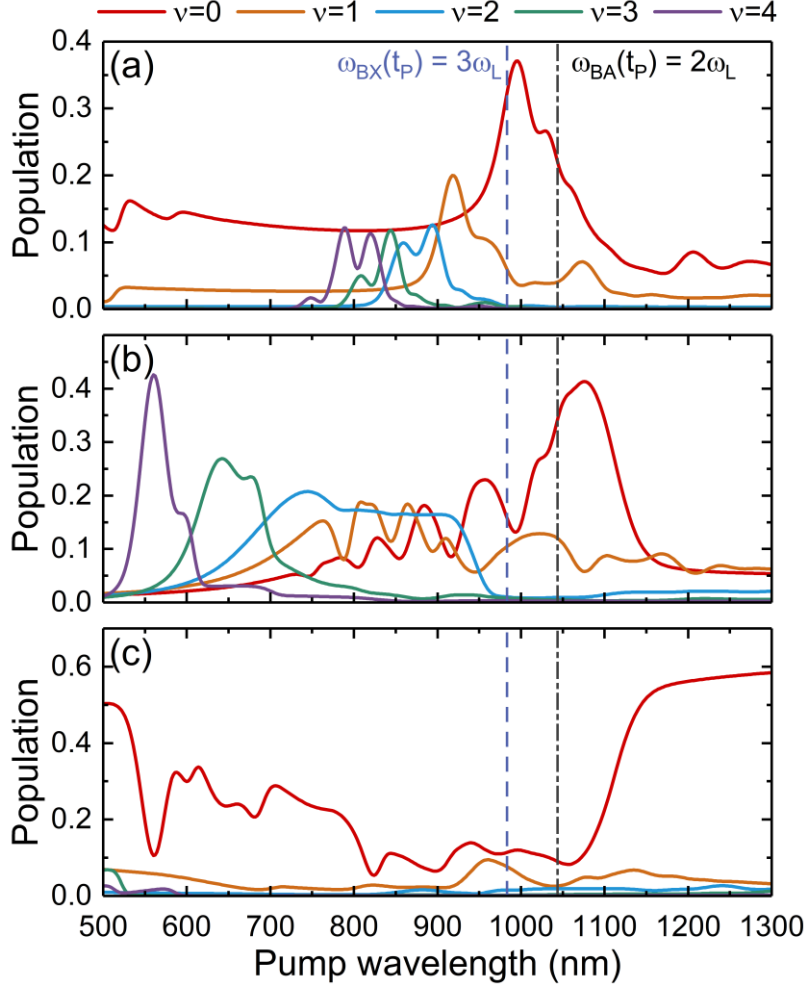 ν=0 ν=1 ν=2 ν=3 ν=4
(a)
ω_BX(t_P) = 3ω_L
ω_BA(t_P) = 2ω_L
Population
0.4
0.3
0.2
0.1
0.0
(b)
Population
0.4
0.3
0.2
0.1
0.0
(c)
Population
0.6
0.4
0.2
0.0
500 600 700 800 900 1000 1100 1200 1300
Pump wavelength (nm)